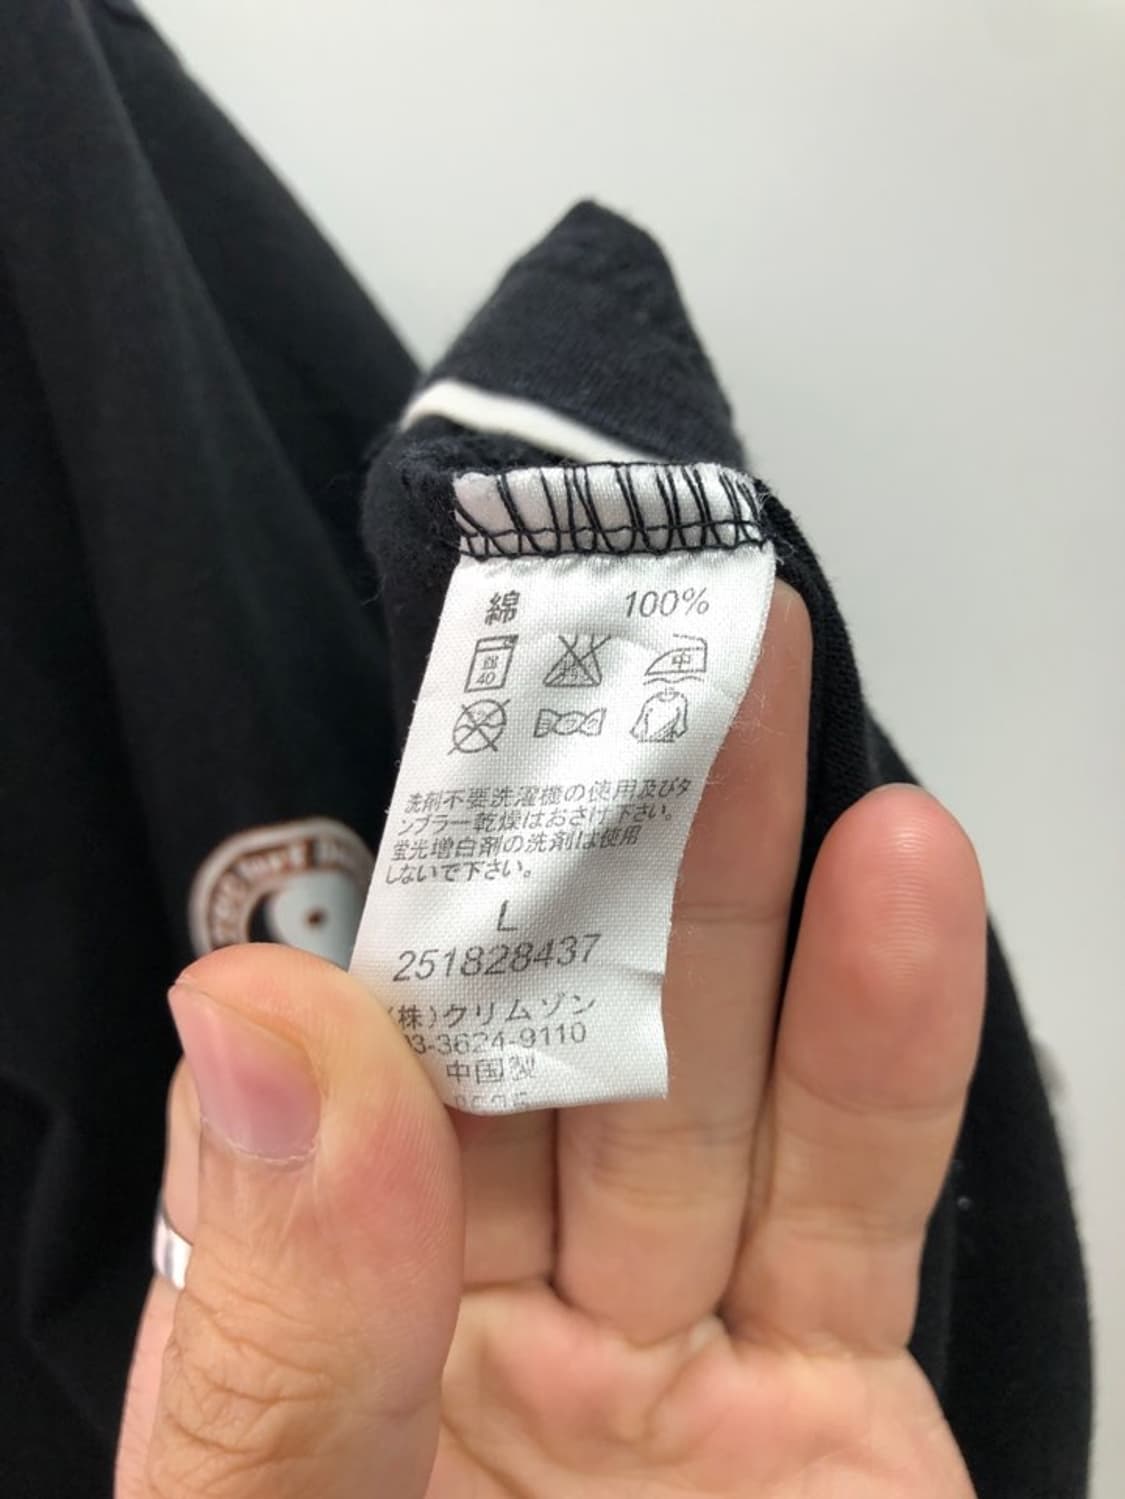 綿 100%
弱
40
中
洗剤不要洗濯機の使用及びタ
ンブラー乾燥はおさけ下さい。
蛍光増白剤の洗剤は使用
しないで下さい。
L
251828437
(株)クリムゾン
03-3624-9110
中国製